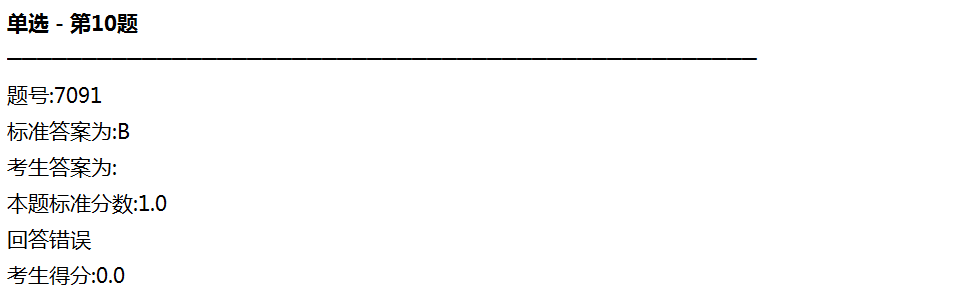 单选 - 第10题
题号:7091
标准答案为:B
考生答案为:
本题标准分数:1.0
回答错误
考生得分:0.0